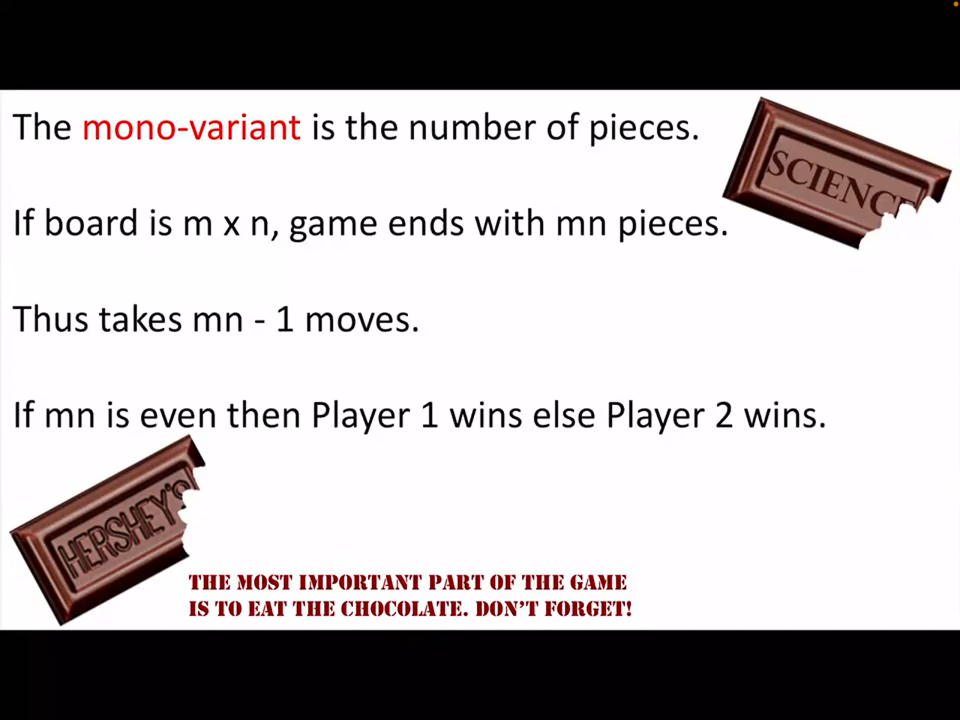 The mono-variant is the number of pieces.
SCIENCE
If board is m x n, game ends with mn pieces.
Thus takes mn - 1 moves.
If mn is even then Player 1 wins else Player 2 wins.
HERSHEY'S
THE MOST IMPORTANT PART OF THE GAME
IS TO EAT THE CHOCOLATE. DON'T FORGET!